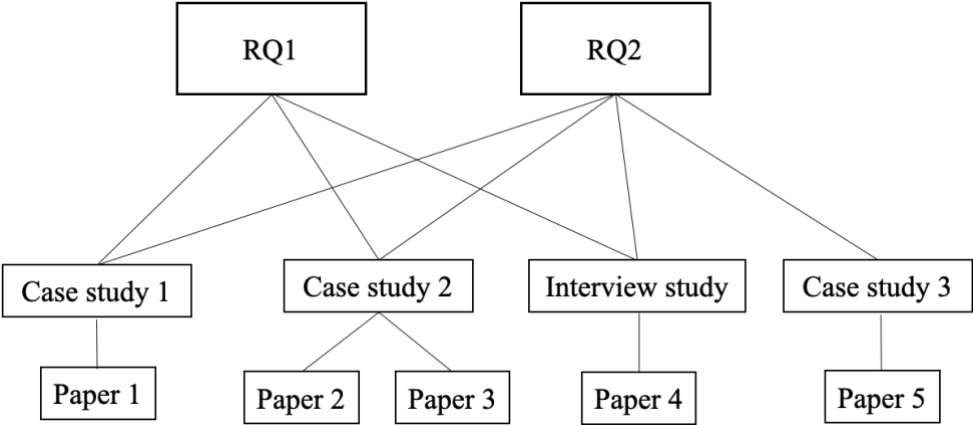 RQ1
RQ2
Case study 1
Case study 2
Interview study
Case study 3
Paper 1
Paper 2
Paper 3
Paper 4
Paper 5